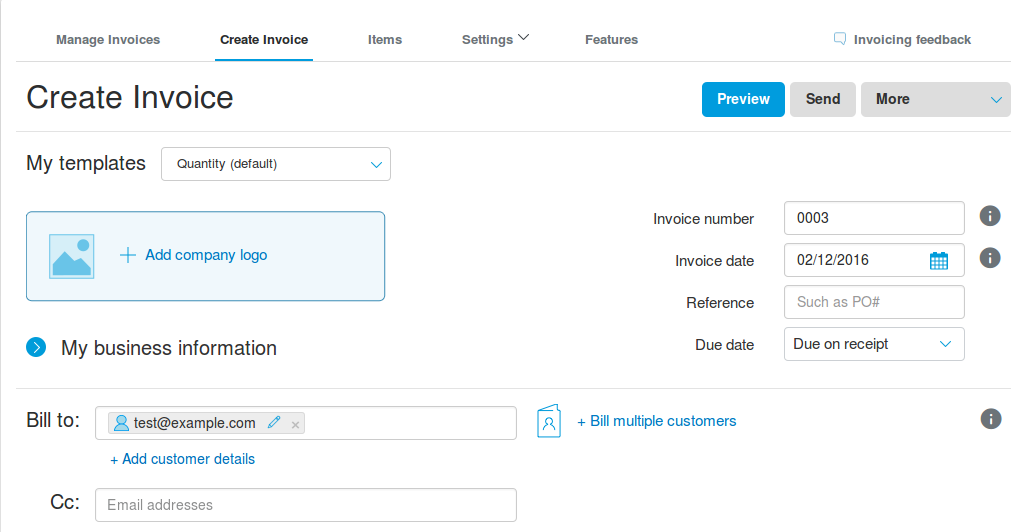 Manage Invoices Create Invoice Items Settings Features Invoicing feedback
Create Invoice Preview Send More
My templates Quantity (default)
Invoice number 0003
+ Add company logo Invoice date 02/12/2016
Reference Such as PO#
My business information Due date Due on receipt
Bill to: test@example.com × + Bill multiple customers
+ Add customer details
Cc: Email addresses